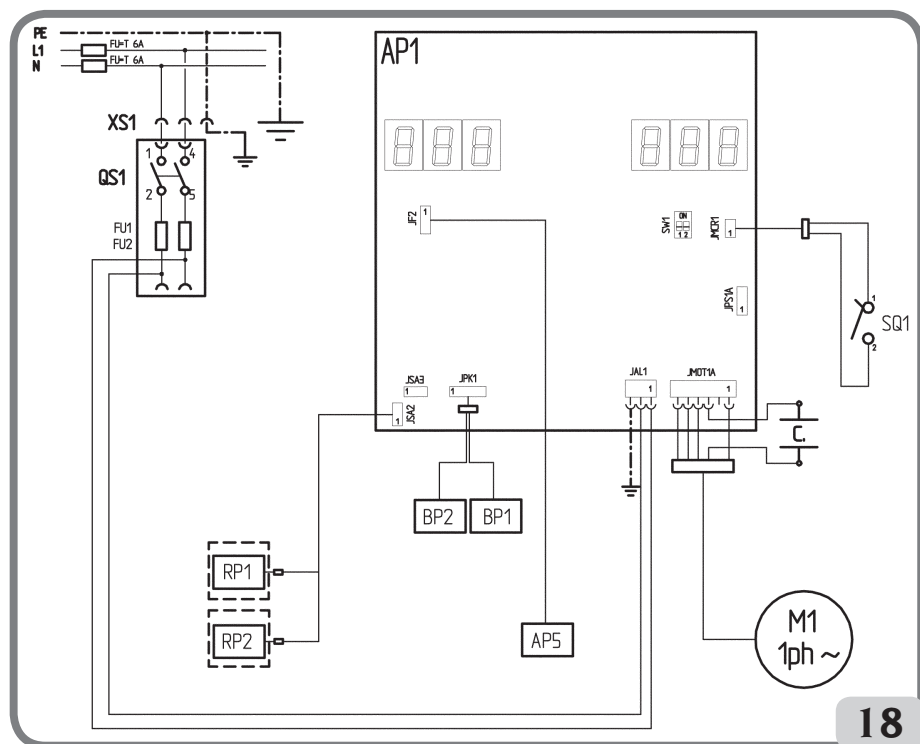 PE
L1 FU=T 6A
N FU=T 6A
AP1
XS1
1 4
QS1
2 5
FU1
FU2
JF2 1
SW1 ON 1 2
JMCR1 1
JPS1A 1
1
SQ1
2
JSA3 1
JPK1 1
JSA2 1
JAL1 1
JMOT1A 1
C.
BP2 BP1
RP1
RP2
AP5
M1
1ph ~
18